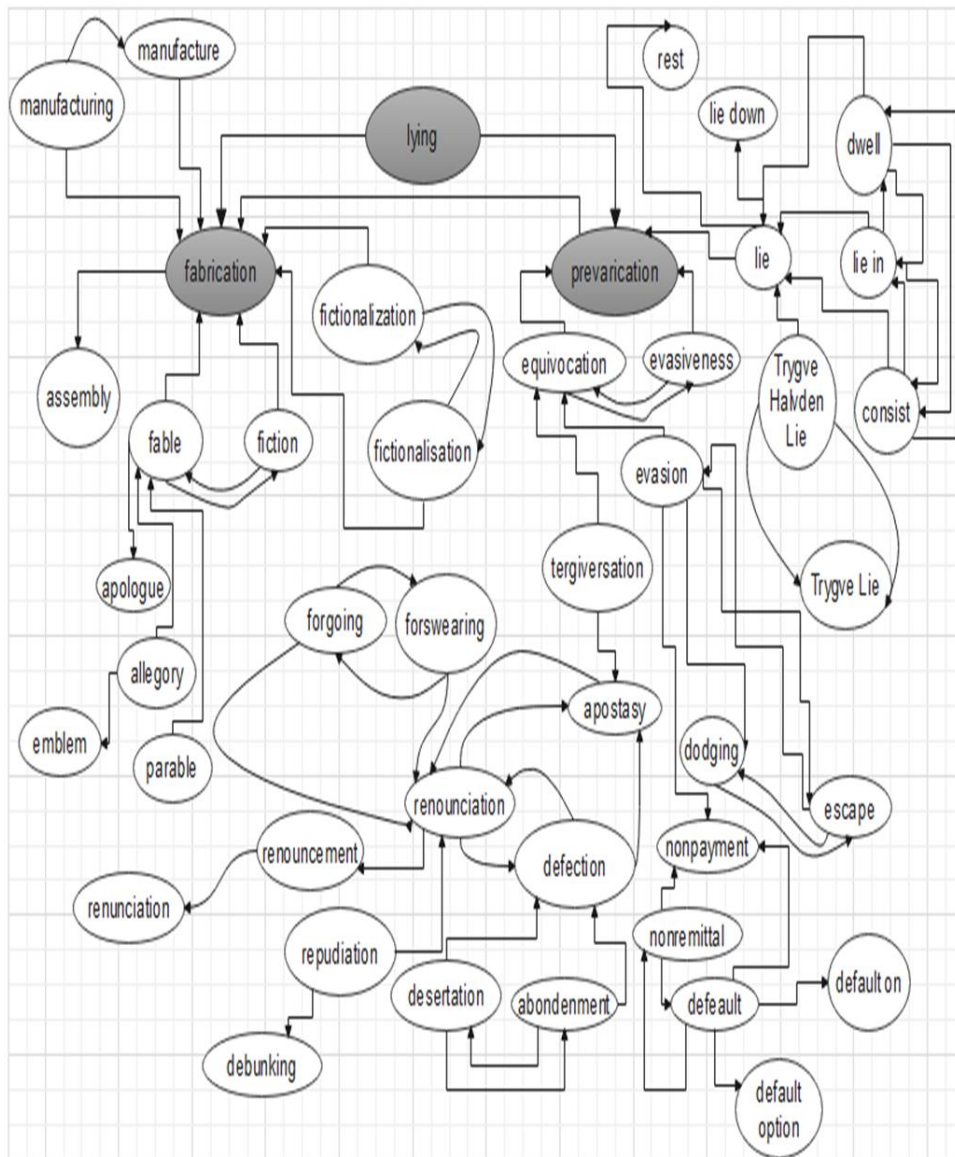 manufacture
manufacturing
rest
lie down
lying
dwell
fabrication
prevarication
lie
lie in
fictionalization
equivocation
evasiveness
assembly
Trygve
Halvden
Lie
consist
fable
fiction
fictionalisation
evasion
tergiversation
apologue
Trygve Lie
forgoing
forswearing
allegory
apostasy
emblem
parable
dodging
renounciation
escape
renouncement
defection
nonpayment
renunciation
nonremittal
repudiation
desertation
abondenment
defeault
default on
debunking
default
option